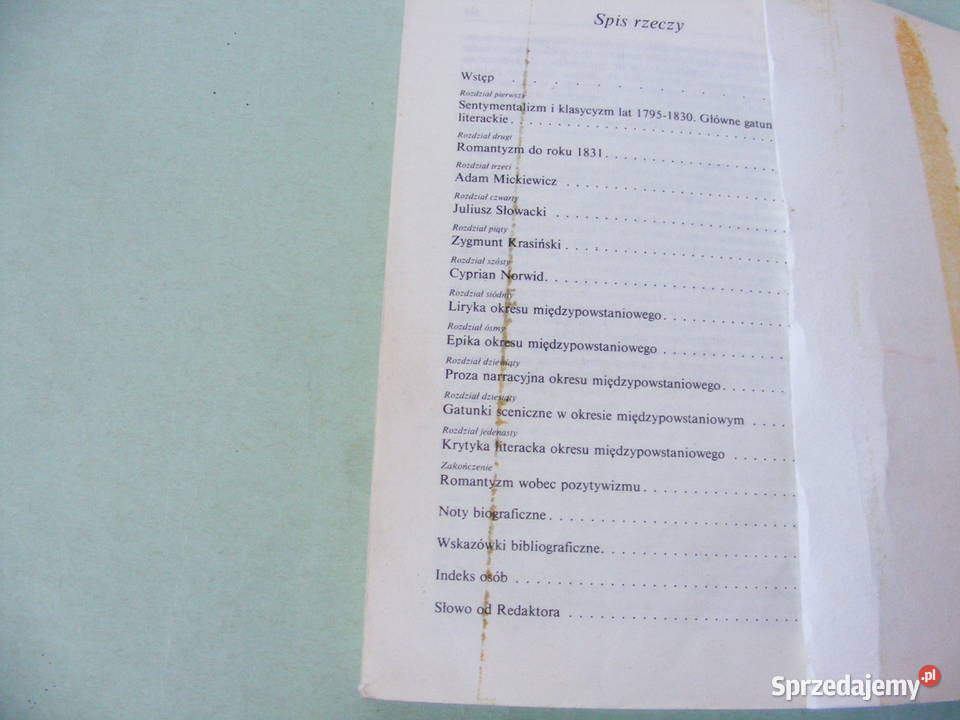 Spis rzeczy
Wstęp . . . . . . . . . .
Rozdział pierwszy
Sentymentalizm i klasycyzm lat 1795-1830. Główne gatun
literackie . . . . . . . . . .
Rozdział drugi
Romantyzm do roku 1831. . . . . . . . . .
Rozdział trzeci
Adam Mickiewicz . . . . . . . . . .
Rozdział czwarty
Juliusz Słowacki . . . . . . . . . .
Rozdział piąty
Zygmunt Krasiński . . . . . . . . . .
Rozdział szósty
Cyprian Norwid. . . . . . . . . .
Rozdział siódmy
Liryka okresu międzypowstaniowego. . . . . . . . . .
Rozdział ósmy
Epika okresu międzypowstaniowego . . . . . . . . . .
Rozdział dziewiąty
Proza narracyjna okresu międzypowstaniowego. . . . . .
Rozdział dziesiąty
Gatunki sceniczne w okresie międzypowstaniowym . . . .
Rozdział jedenasty
Krytyka literacka okresu międzypowstaniowego . . . . .
Zakończenie
Romantyzm wobec pozytywizmu. . . . . . . . . .
Noty biograficzne. . . . . . . . . .
Wskazówki bibliograficzne. . . . . . . . . .
Indeks osób . . . . . . . . . .
Słowo od Redaktora . . . . . . . . . .
Sprzedajemy.pl